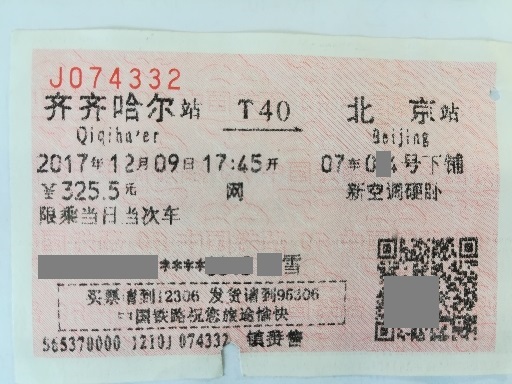 J074332
齐齐哈尔站 T40 北京站
Qiqiha'er Beijing
2017年12月09日17:45开 07车0 4号下铺
￥325.5元 网 新空调硬卧
限乘当日当次车
**** 雪
买票请到12306 发货请到95306
中国铁路祝您旅途愉快
565370000 12101 074332 镇赉售